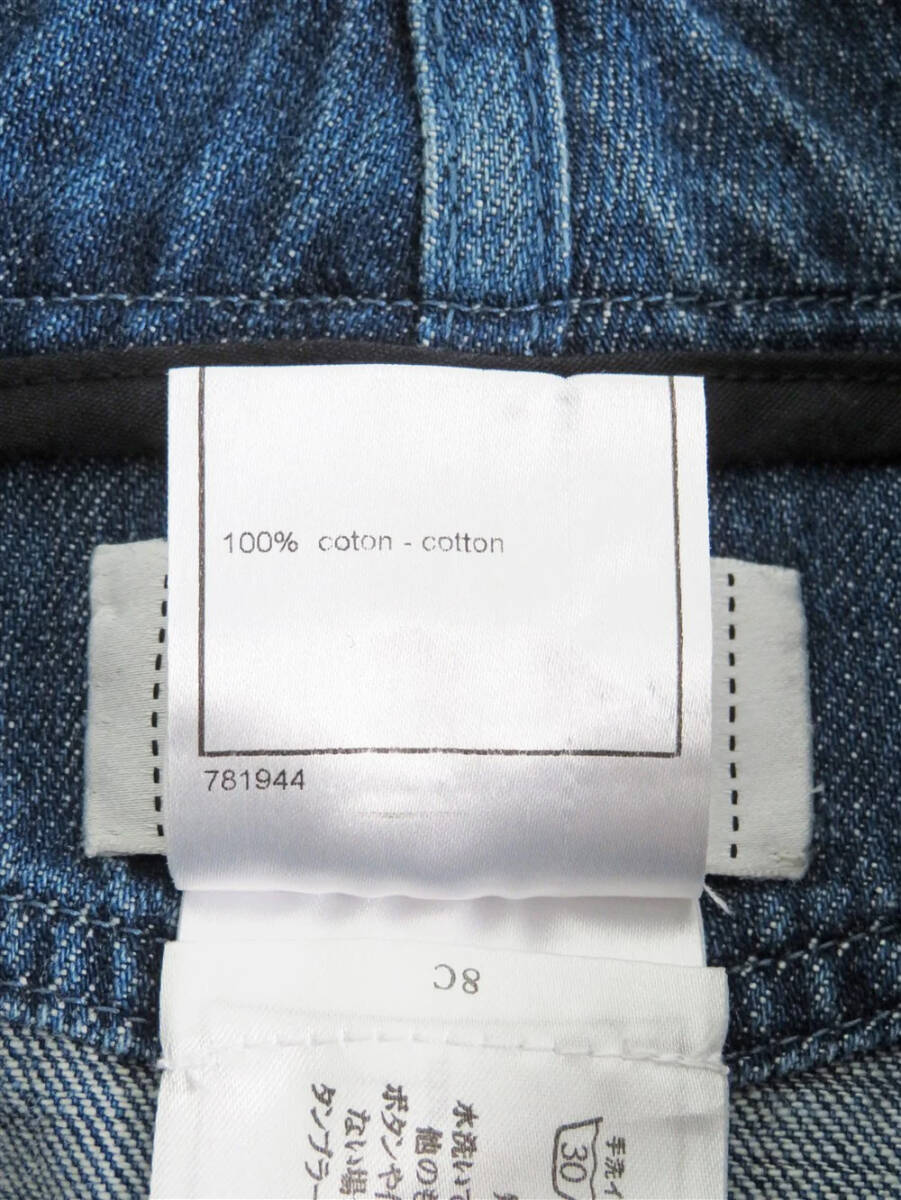 100% coton - cotton
781944
8C
手洗イ
30
水洗いで
他のも
ボタンや
ない場
タンブラー